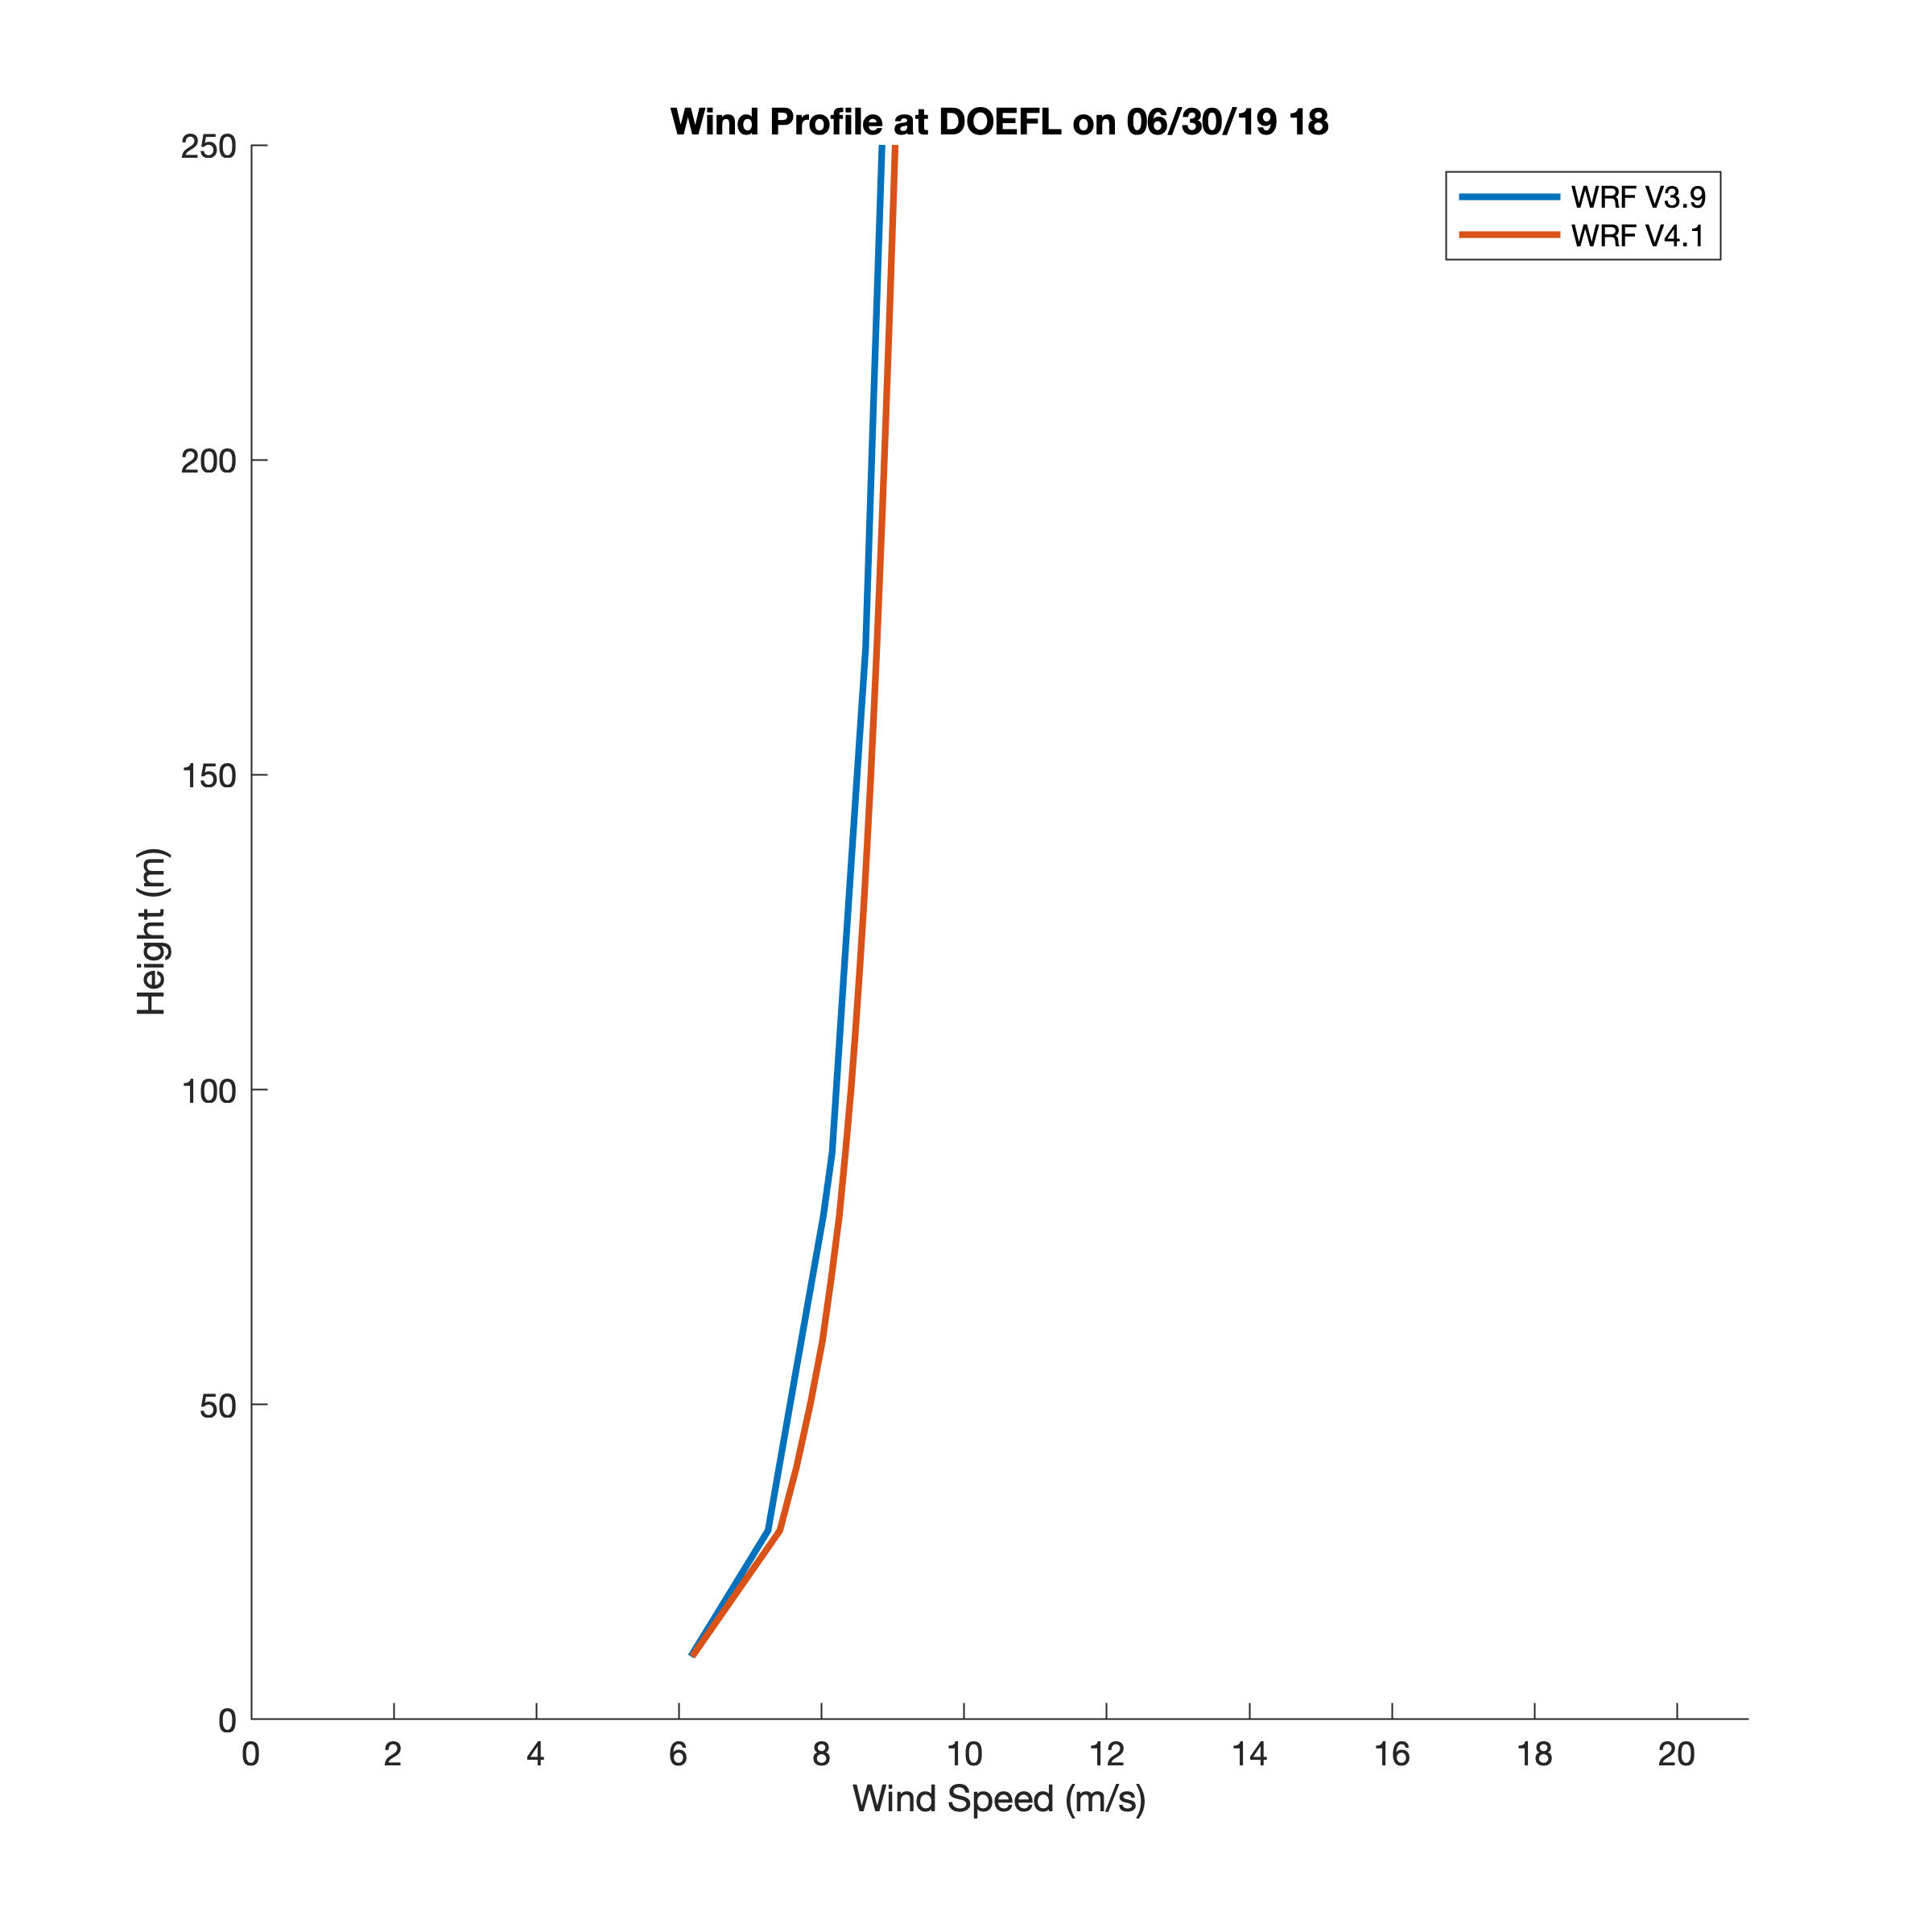 Wind Profile at DOEFL on 06/30/19 18
WRF V3.9
WRF V4.1
250
200
150
100
50
0
Height (m)
0 2 4 6 8 10 12 14 16 18 20
Wind Speed (m/s)